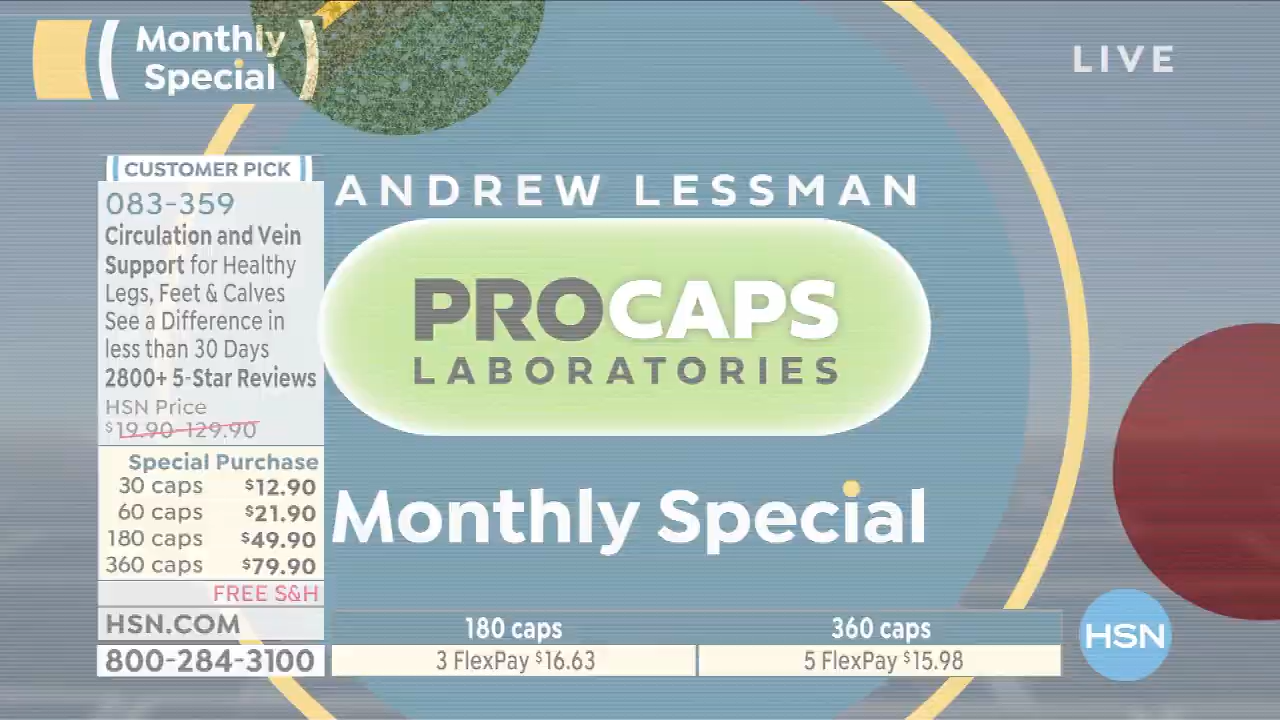 Monthly
Special
LIVE
CUSTOMER PICK
083-359
Circulation and Vein
Support for Healthy
Legs, Feet & Calves
See a Difference in
less than 30 Days
2800+ 5-Star Reviews
HSN Price
$19.90-129.90
Special Purchase
30 caps $12.90
60 caps $21.90
180 caps $49.90
360 caps $79.90
FREE S&H
HSN.COM
800-284-3100
ANDREW LESSMAN
PROCAPS
LABORATORIES
Monthly Special
180 caps 360 caps
3 FlexPay $16.63 5 FlexPay $15.98
HSN